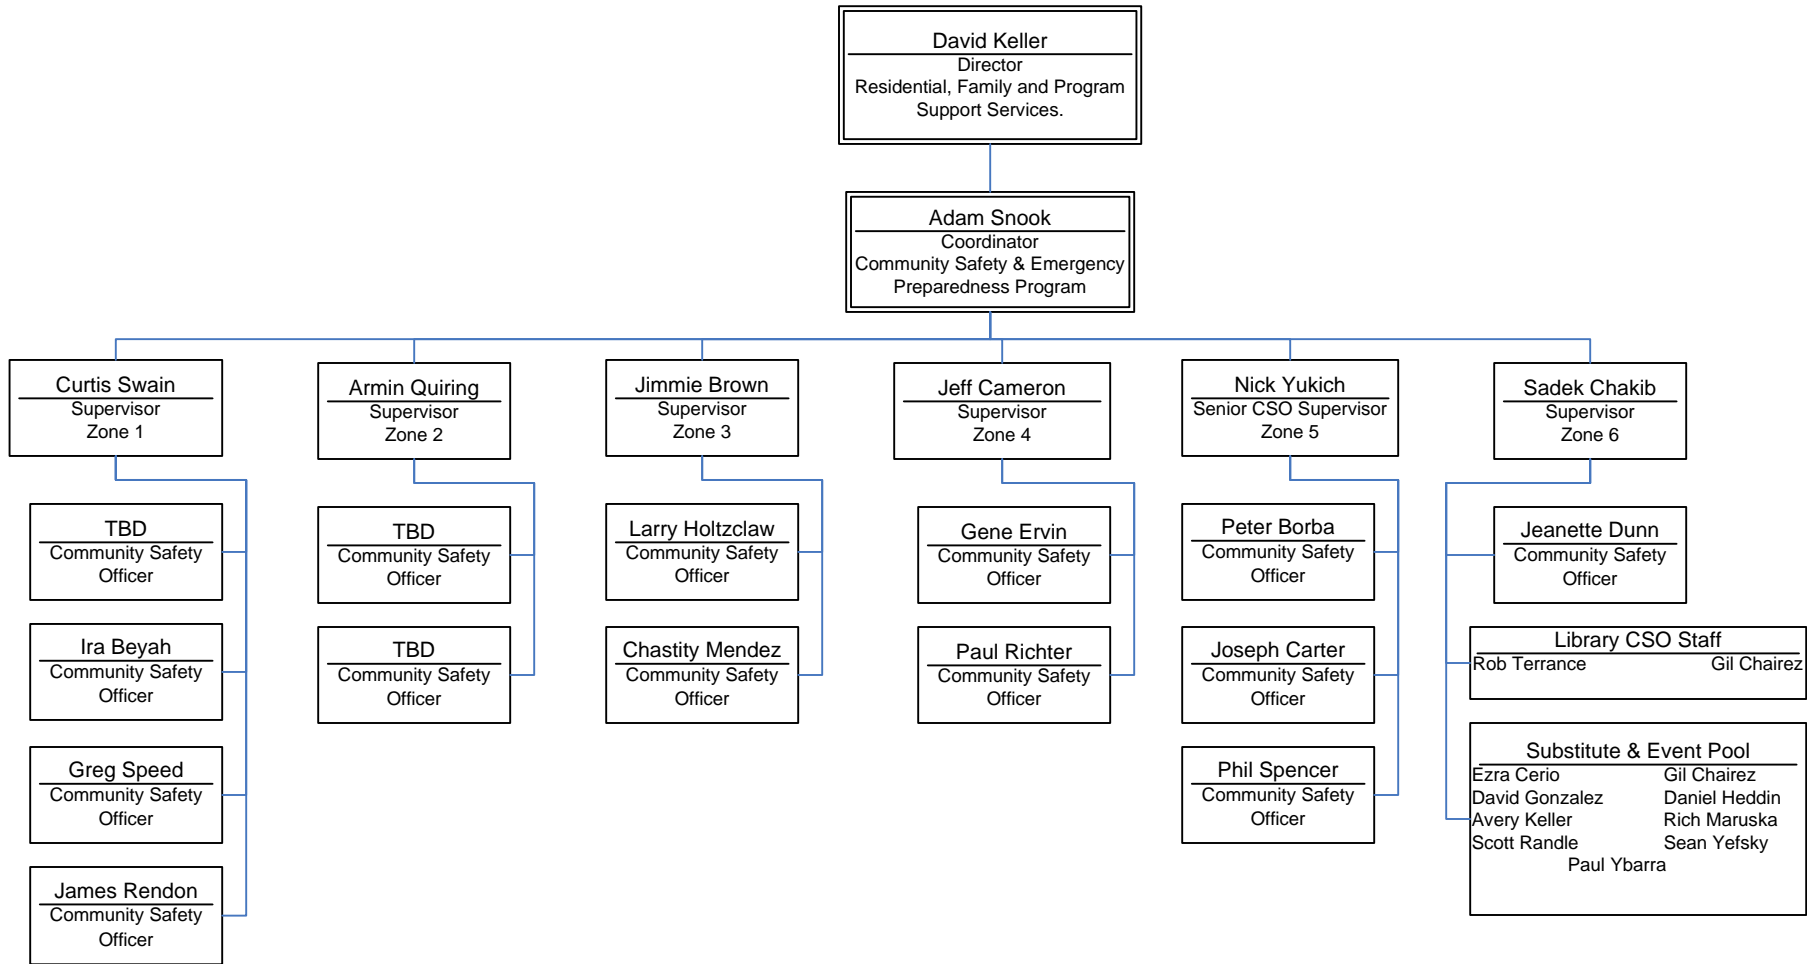 David Keller
Director
Residential, Family and Program
Support Services.
Adam Snook
Coordinator
Community Safety & Emergency
Preparedness Program
Curtis Swain
Supervisor
Zone 1
TBD
Community Safety
Officer
Ira Beyah
Community Safety
Officer
Greg Speed
Community Safety
Officer
James Rendon
Community Safety
Officer
Armin Quiring
Supervisor
Zone 2
TBD
Community Safety
Officer
TBD
Community Safety
Officer
Jimmie Brown
Supervisor
Zone 3
Larry Holtzclaw
Community Safety
Officer
Chastity Mendez
Community Safety
Officer
Jeff Cameron
Supervisor
Zone 4
Gene Ervin
Community Safety
Officer
Paul Richter
Community Safety
Officer
Nick Yukich
Senior CSO Supervisor
Zone 5
Peter Borba
Community Safety
Officer
Joseph Carter
Community Safety
Officer
Phil Spencer
Community Safety
Officer
Sadek Chakib
Supervisor
Zone 6
Jeanette Dunn
Community Safety
Officer
Library CSO Staff
Rob Terrance Gil Chairez
Substitute & Event Pool
Ezra Cerio Gil Chairez
David Gonzalez Daniel Heddin
Avery Keller Rich Maruska
Scott Randle Sean Yefsky
Paul Ybarra